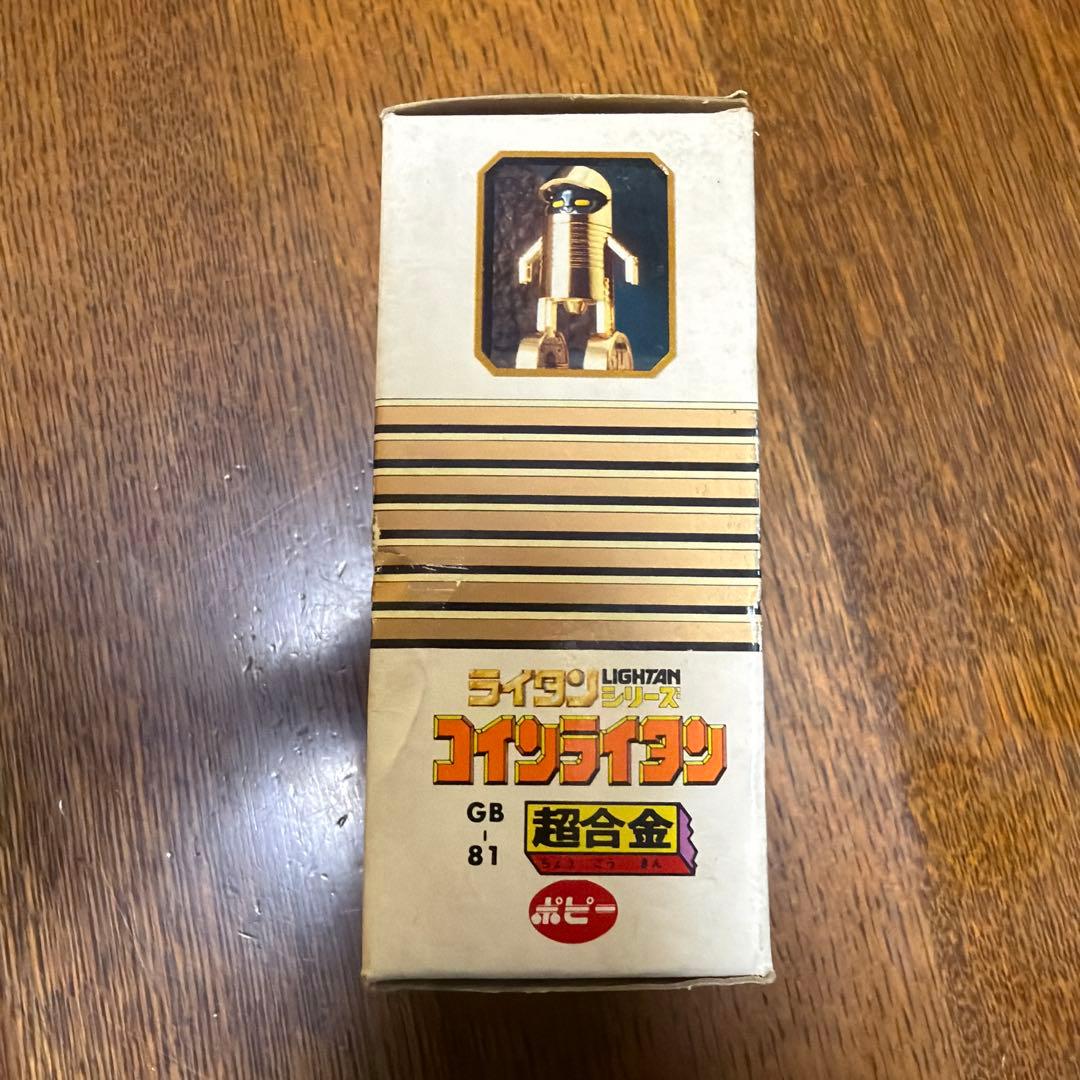 ライタン LIGHTAN シリーズ
コインライタン
GB
-
81
超合金
ちょう ごう きん
ポピー